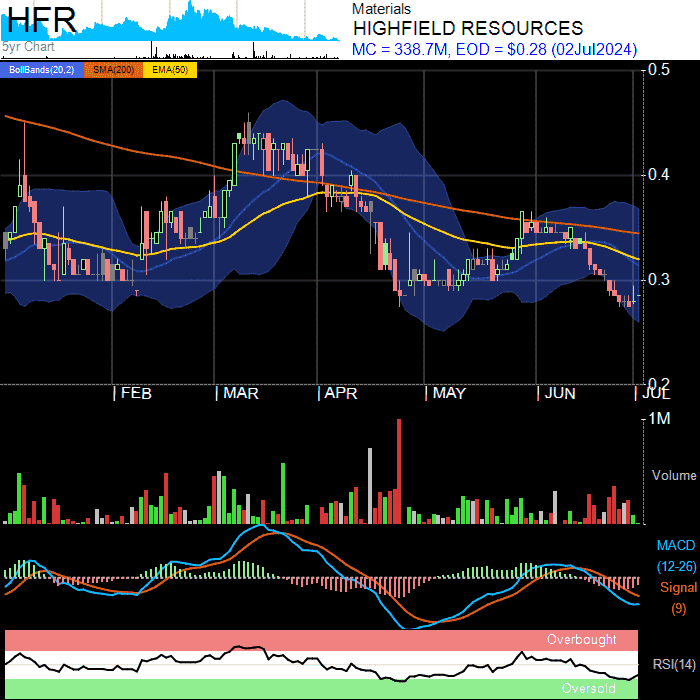 HFR
5yr Chart
Materials
HIGHFIELD RESOURCES
MC = 338.7M, EOD = $0.28 (02Jul2024)
BollBands(20,2) SMA(200) EMA(50)
0.5
0.4
0.3
0.2
FEB MAR APR MAY JUN JUL
1M
Volume
MACD
(12-26)
Signal
(9)
Overbought
RSI(14)
Oversold